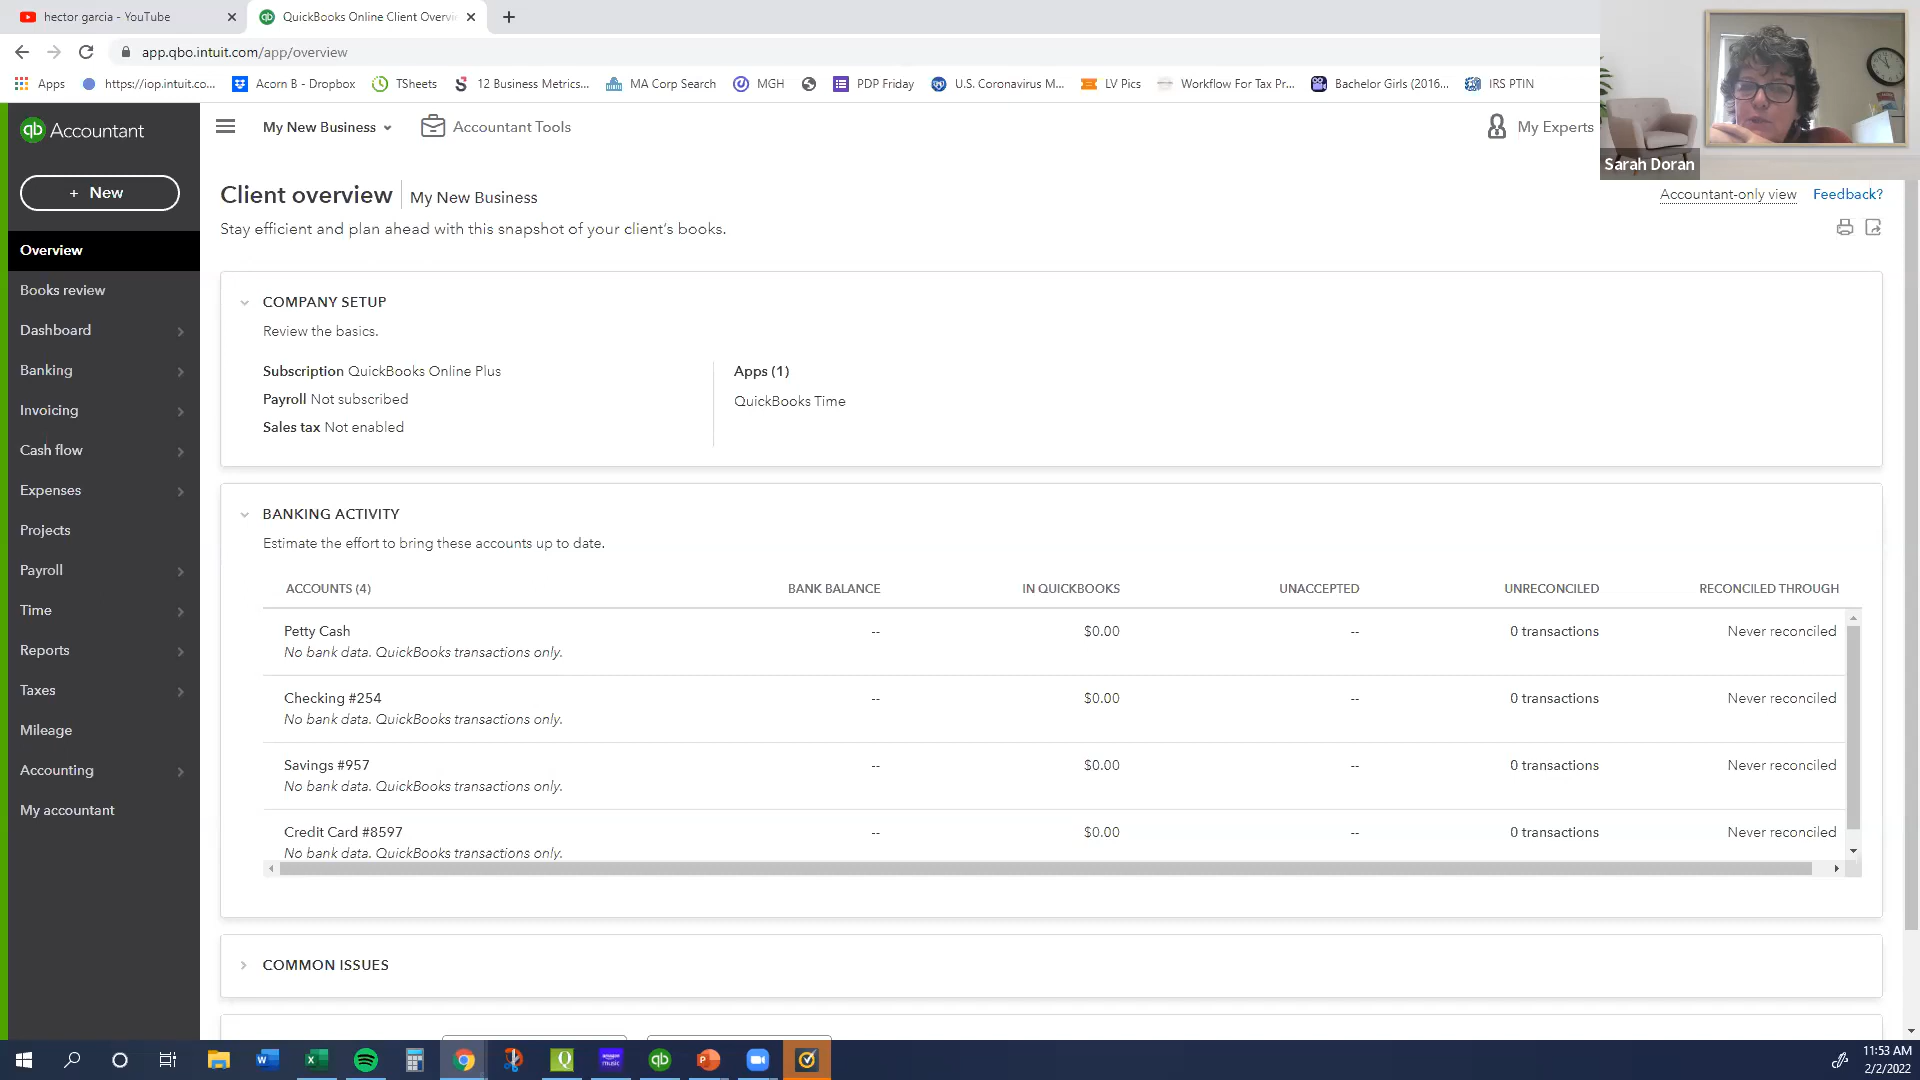 hector garcia - YouTube
QuickBooks Online Client Overvi
app.qbo.intuit.com/app/overview
Apps
https://iop.intuit.co...
Acorn B - Dropbox
TSheets
12 Business Metrics...
MA Corp Search
MGH
PDP Friday
U.S. Coronavirus M...
LV Pics
Workflow For Tax Pr...
Bachelor Girls (2016...
IRS PTIN
qb Accountant
My New Business
Accountant Tools
My Experts
Sarah Doran
+ New
Client overview
My New Business
Accountant-only view
Feedback?
Stay efficient and plan ahead with this snapshot of your client's books.
Overview
Books review
Dashboard
Banking
Invoicing
Cash flow
Expenses
Projects
Payroll
Time
Reports
Taxes
Mileage
Accounting
My accountant
COMPANY SETUP
Review the basics.
Subscription QuickBooks Online Plus
Payroll Not subscribed
Sales tax Not enabled
Apps (1)
QuickBooks Time
BANKING ACTIVITY
Estimate the effort to bring these accounts up to date.
ACCOUNTS (4) BANK BALANCE IN QUICKBOOKS UNACCEPTED UNRECONCILED RECONCILED THROUGH
Petty Cash -- $0.00 -- 0 transactions Never reconciled
No bank data. QuickBooks transactions only.
Checking #254 -- $0.00 -- 0 transactions Never reconciled
No bank data. QuickBooks transactions only.
Savings #957 -- $0.00 -- 0 transactions Never reconciled
No bank data. QuickBooks transactions only.
Credit Card #8597 -- $0.00 -- 0 transactions Never reconciled
No bank data. QuickBooks transactions only.
COMMON ISSUES
11:53 AM
2/2/2022